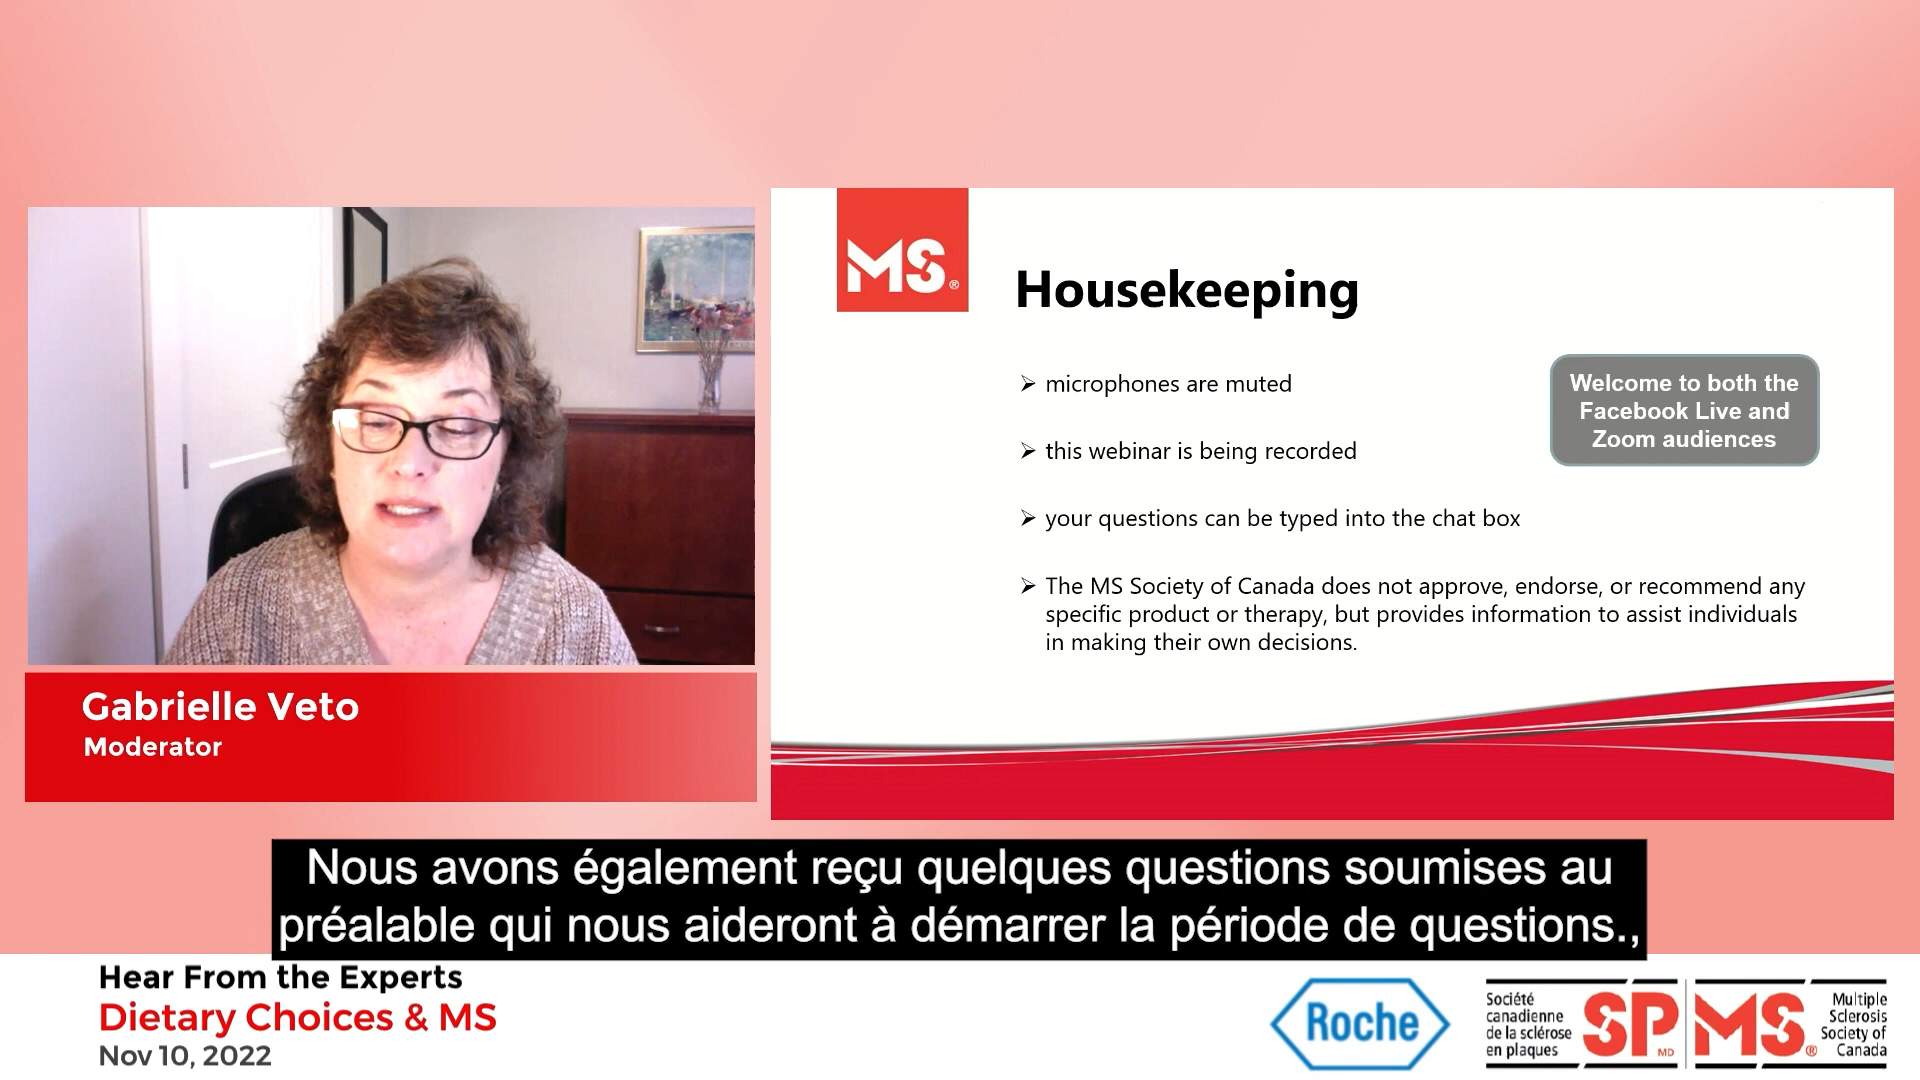 MS®
Housekeeping
➢ microphones are muted
➢ this webinar is being recorded
➢ your questions can be typed into the chat box
➢ The MS Society of Canada does not approve, endorse, or recommend any
specific product or therapy, but provides information to assist individuals
in making their own decisions.
Welcome to both the
Facebook Live and
Zoom audiences
Gabrielle Veto
Moderator
Nous avons également reçu quelques questions soumises au
préalable qui nous aideront à démarrer la période de questions.,
Hear From the Experts
Dietary Choices & MS
Nov 10, 2022
Roche
Société
canadienne
de la sclérose
en plaques
SP MD
MS®
Multiple
Sclerosis
Society of
Canada